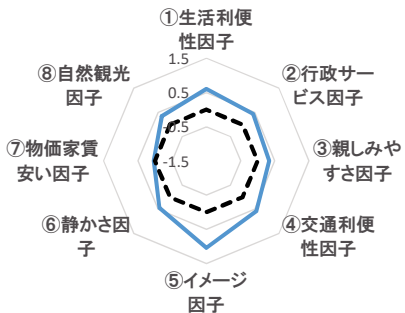 ①生活利便
性因子
1.5
②行政サー
ビス因子
0.5
⑧自然観光
因子
-0.5
③親しみや
すさ因子
⑦物価家賃
安い因子
-1.5
④交通利便
性因子
⑥静かさ因
子
⑤イメージ
因子